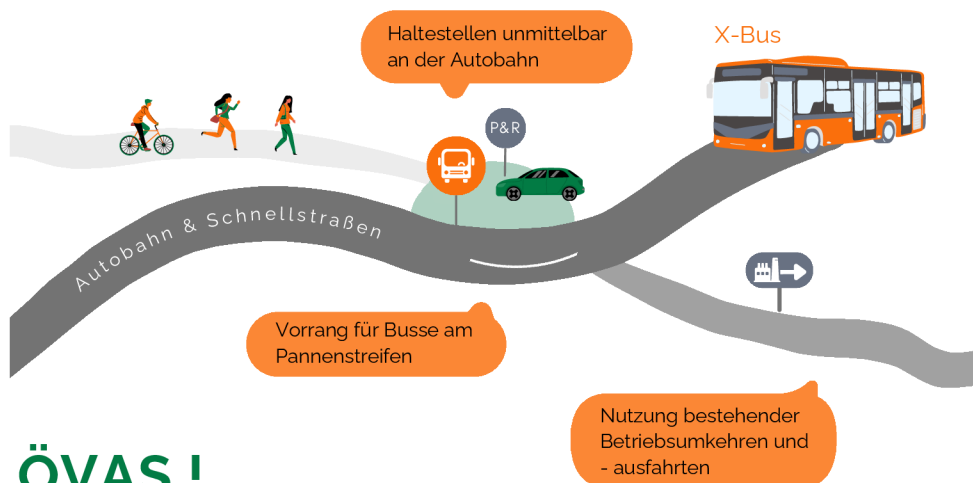 Haltestellen unmittelbar
an der Autobahn
X-Bus
P&R
Autobahn & Schnellstraßen
Vorrang für Busse am
Pannenstreifen
Nutzung bestehender
Betriebsumkehren und
- ausfahrten
ÖVAS I